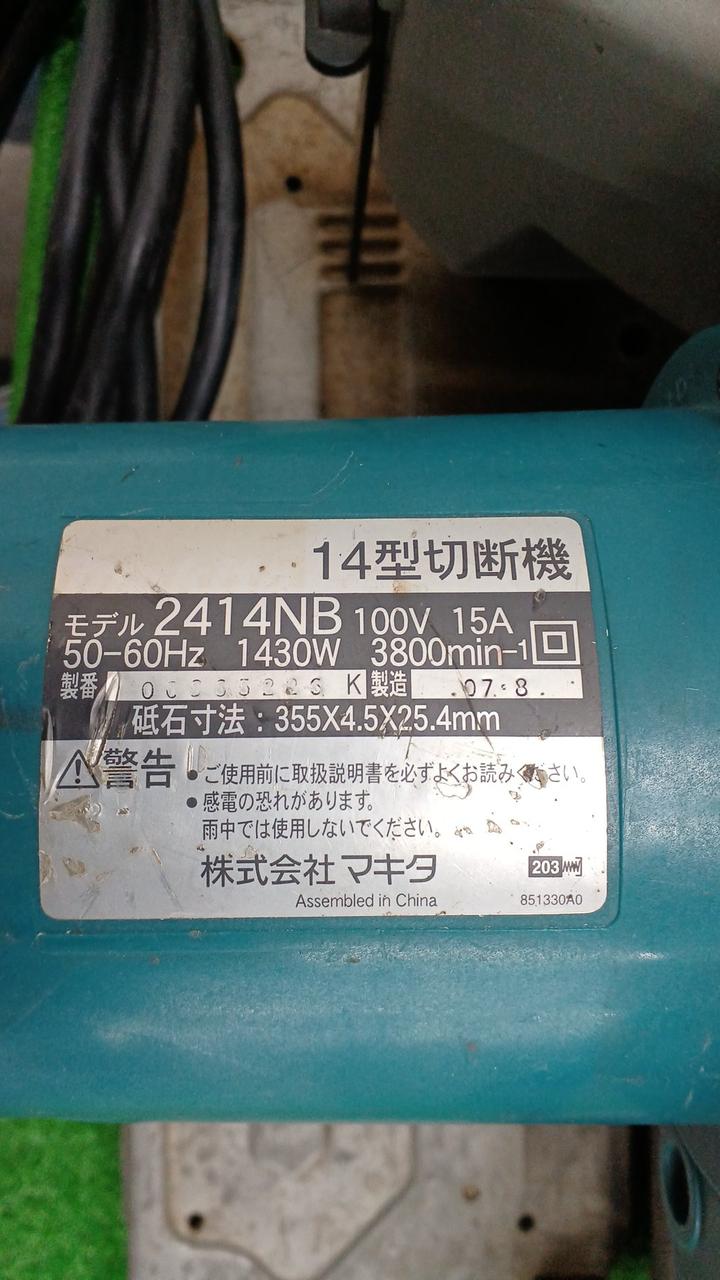 14型切断機
モデル 2414NB 100V 15A
50-60Hz 1430W 3800min-1
製番 K 製造 07.8
砥石寸法：355X4.5X25.4mm
警告 ●ご使用前に取扱説明書を必ずよくお読みください。
●感電の恐れがあります。
雨中では使用しないでください。
株式会社マキタ 203
Assembled in China 851330A0